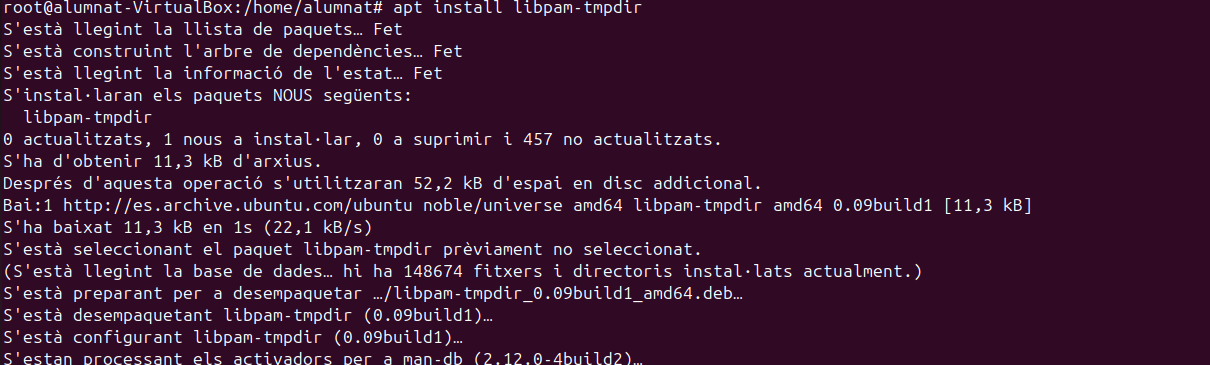 root@alumnat-VirtualBox:/home/alumnat# apt install libpam-tmpdir
S'està llegint la llista de paquets… Fet
S'està construint l'arbre de dependències… Fet
S'està llegint la informació de l'estat… Fet
S'instal·laran els paquets NOUS següents:
  libpam-tmpdir
0 actualitzats, 1 nous a instal·lar, 0 a suprimir i 457 no actualitzats.
S'ha d'obtenir 11,3 kB d'arxius.
Després d'aquesta operació s'utilitzaran 52,2 kB d'espai en disc addicional.
Bai:1 http://es.archive.ubuntu.com/ubuntu noble/universe amd64 libpam-tmpdir amd64 0.09build1 [11,3 kB]
S'ha baixat 11,3 kB en 1s (22,1 kB/s)
S'està seleccionant el paquet libpam-tmpdir prèviament no seleccionat.
(S'està llegint la base de dades… hi ha 148674 fitxers i directoris instal·lats actualment.)
S'està preparant per a desempaquetar …/libpam-tmpdir_0.09build1_amd64.deb…
S'està desempaquetant libpam-tmpdir (0.09build1)…
S'està configurant libpam-tmpdir (0.09build1)…
S'estan processant els activadors per a man-db (2.12.0-4build2)…